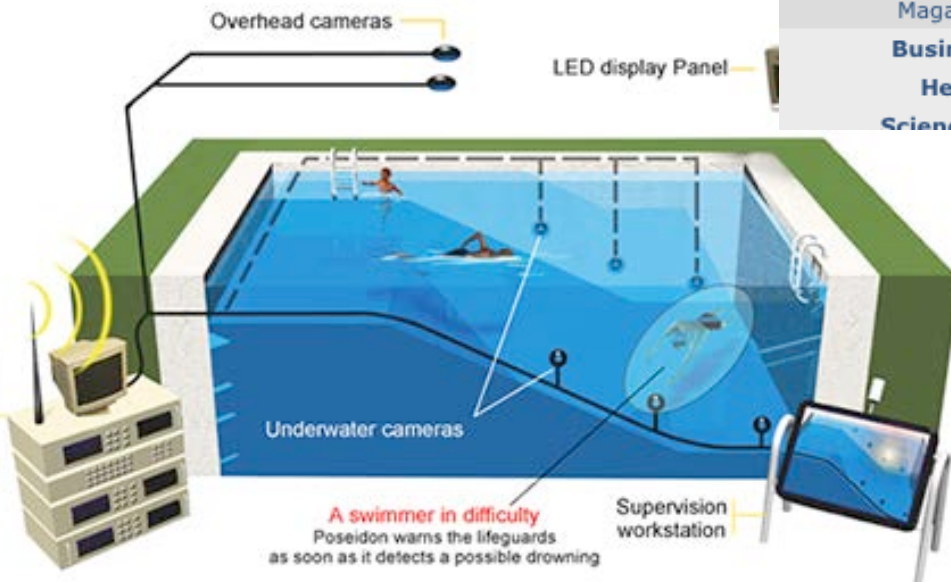 Overhead cameras
LED display Panel
Underwater cameras
A swimmer in difficulty
Poseidon warns the lifeguards
as soon as it detects a possible drowning
Supervision
workstation